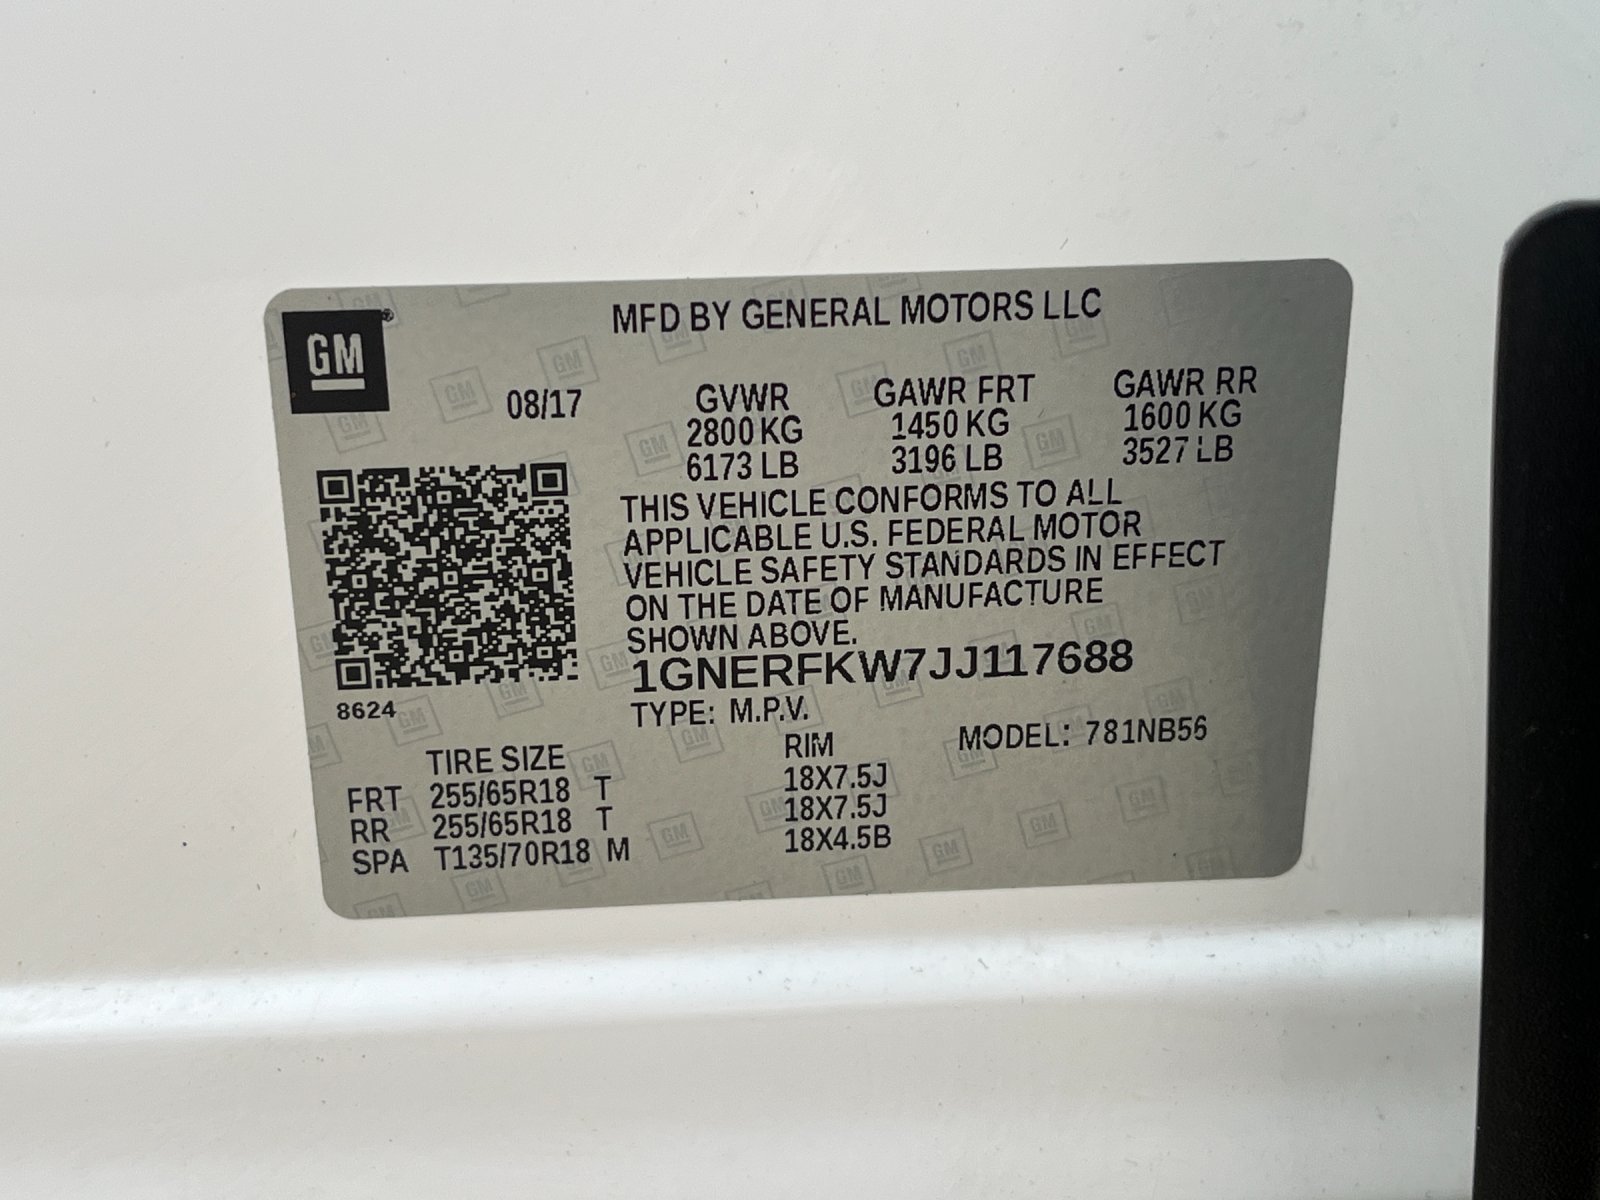 GM®
MFD BY GENERAL MOTORS LLC
08/17 GVWR GAWR FRT GAWR RR
2800 KG 1450 KG 1600 KG
6173 LB 3196 LB 3527 LB
THIS VEHICLE CONFORMS TO ALL
APPLICABLE U.S. FEDERAL MOTOR
VEHICLE SAFETY STANDARDS IN EFFECT
ON THE DATE OF MANUFACTURE
SHOWN ABOVE.
1GNERFKW7JJ117688
8624
TYPE: M.P.V.
MODEL: 781NB56
TIRE SIZE RIM
FRT 255/65R18 T 18X7.5J
RR 255/65R18 T 18X7.5J
SPA T135/70R18 M 18X4.5B